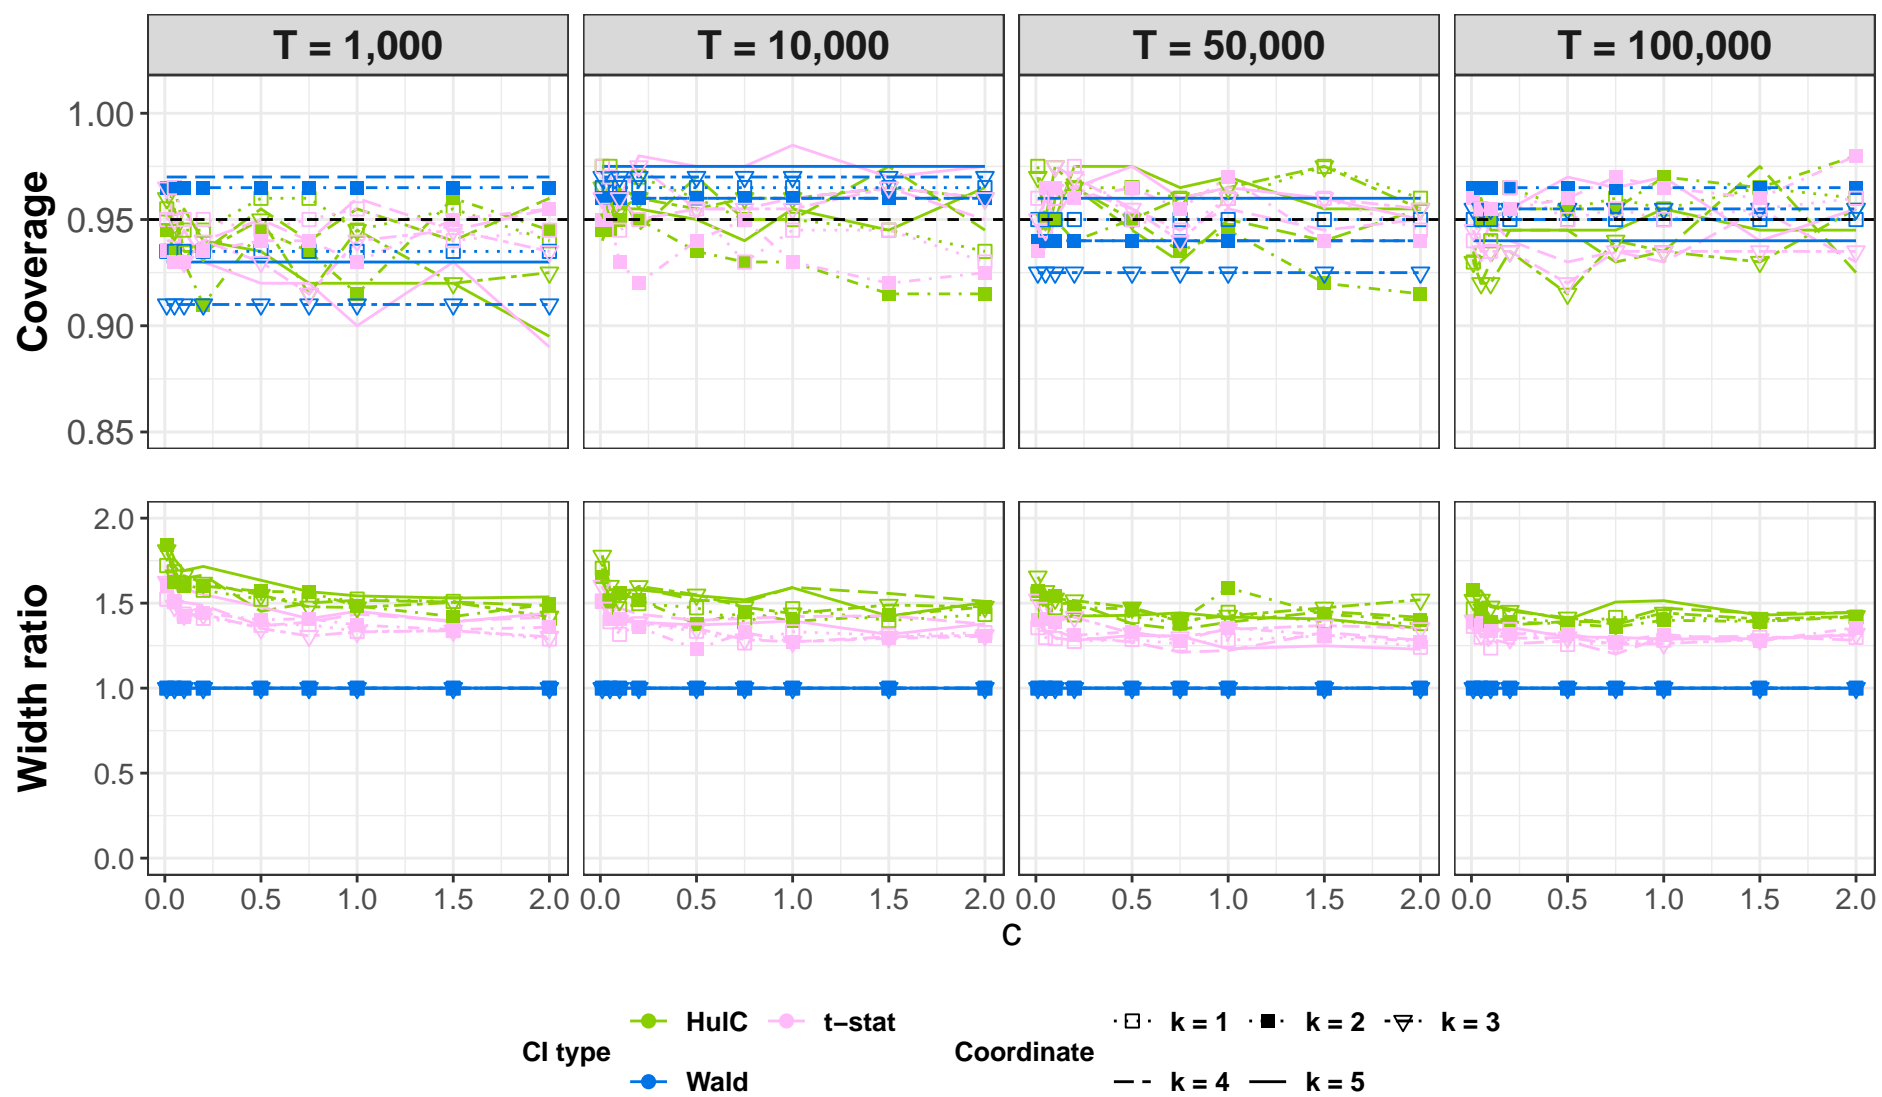 T = 1,000 T = 10,000 T = 50,000 T = 100,000
Coverage
1.00
0.95
0.90
0.85
Width ratio
2.0
1.5
1.0
0.5
0.0
0.0 0.5 1.0 1.5 2.0 0.0 0.5 1.0 1.5 2.0 0.0 0.5 1.0 1.5 2.0 0.0 0.5 1.0 1.5 2.0
c
CI type
HulC t−stat
Wald
Coordinate
k = 1 k = 2 k = 3
k = 4 k = 5